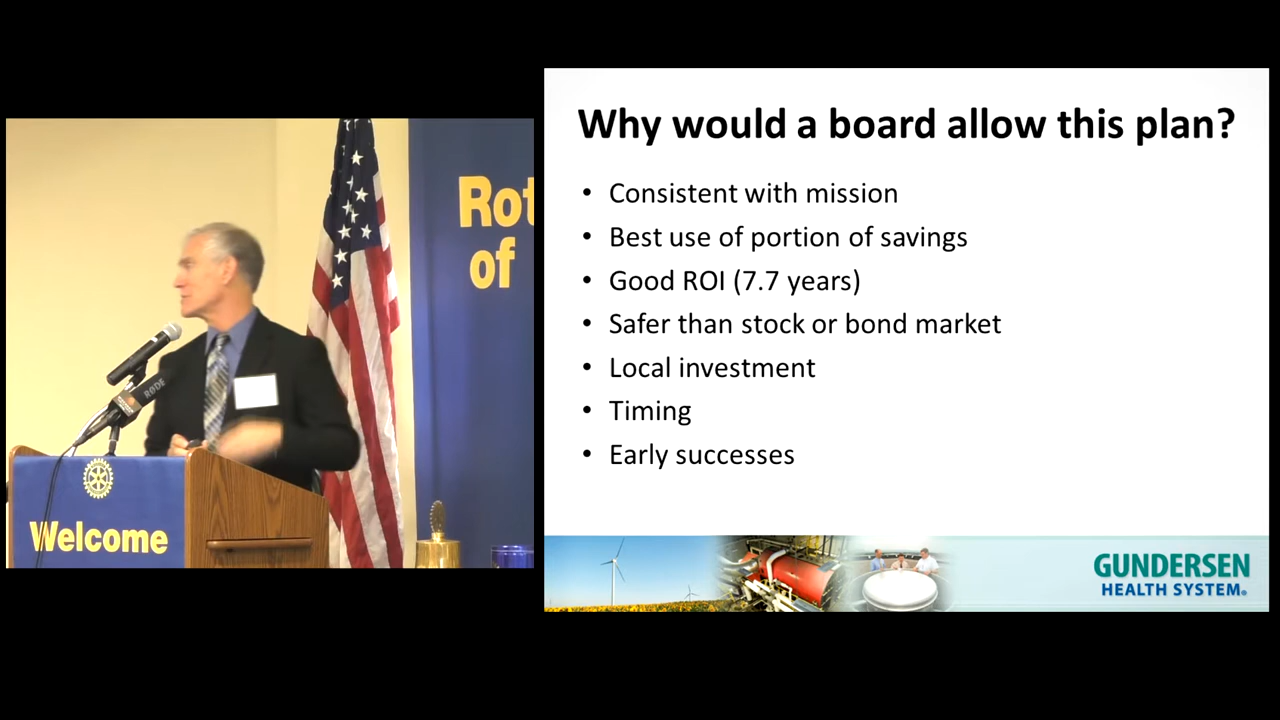 Rot
of
RØDE
Welcome
Why would a board allow this plan?
• Consistent with mission
• Best use of portion of savings
• Good ROI (7.7 years)
• Safer than stock or bond market
• Local investment
• Timing
• Early successes
GUNDERSEN
HEALTH SYSTEM®